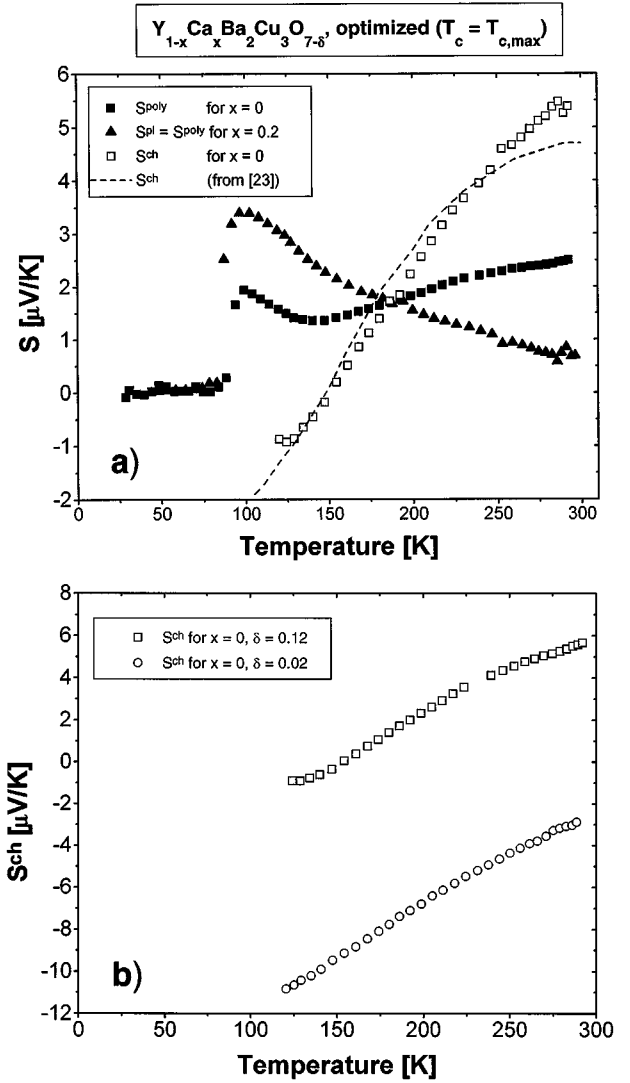 Y1-xCaxBa2Cu3O7-δ, optimized (Tc = Tc,max)
6
5
4
3
2
1
0
-1
-2
S [μV/K]
Spoly for x = 0
Spl = Spoly for x = 0.2
Sch for x = 0
Sch (from [23])
a)
0 50 100 150 200 250 300
Temperature [K]
8
6
4
2
0
-2
-4
-6
-8
-10
-12
Sch [μV/K]
Sch for x = 0, δ = 0.12
Sch for x = 0, δ = 0.02
b)
0 50 100 150 200 250 300
Temperature [K]